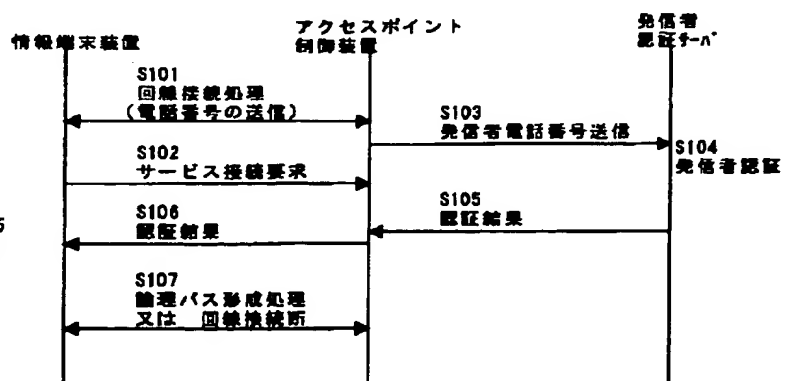 情報端末装置
アクセスポイント
制御装置
発信者
認証サーバ
S101
回線接続処理
(電話番号の送信)
S103
発信者電話番号送信
S104
発信者認証
S102
サービス接続要求
S105
認証結果
S106
認証結果
S107
論理パス形成処理
又は 回線接続断